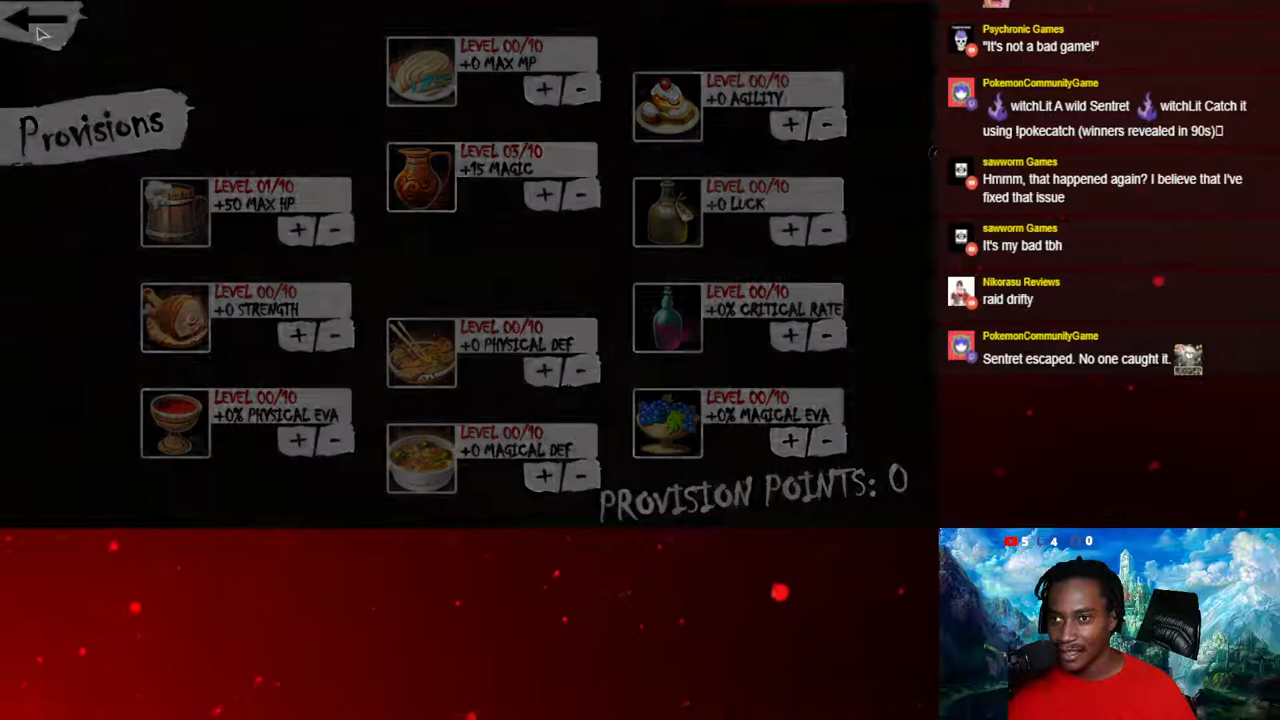 Provisions
LEVEL 01/10
+50 MAX HP
+ -
LEVEL 00/10
+0 STRENGTH
+ -
LEVEL 00/10
+0% PHYSICAL EVA
+ -
LEVEL 00/10
+0 MAX MP
+ -
LEVEL 03/10
+15 MAGIC
+ -
LEVEL 00/10
+0 PHYSICAL DEF
+ -
LEVEL 00/10
+0 MAGICAL DEF
+ -
LEVEL 00/10
+0 AGILITY
+ -
LEVEL 00/10
+0 LUCK
+ -
LEVEL 00/10
+0% CRITICAL RATE
+ -
LEVEL 00/10
+0% MAGICAL EVA
+ -
PROVISION POINTS: 0
Psychronic Games
"It's not a bad game!"
PokemonCommunityGame
witchLit A wild Sentret witchLit Catch it
using !pokecatch (winners revealed in 90s)
sawworm Games
Hmmm, that happened again? I believe that I've
fixed that issue
sawworm Games
It's my bad tbh
Nikorasu Reviews
raid drifty
PokemonCommunityGame
Sentret escaped. No one caught it.
5 4 0